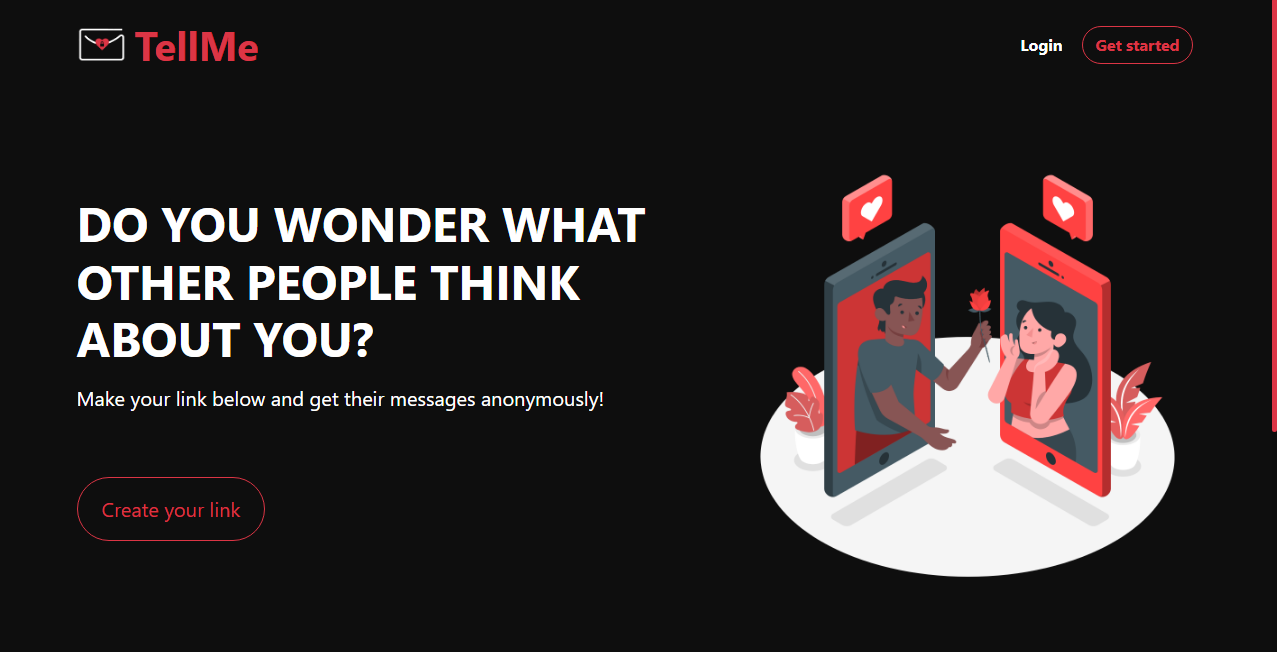 TellMe
Login
Get started
DO YOU WONDER WHAT
OTHER PEOPLE THINK
ABOUT YOU?
Make your link below and get their messages anonymously!
Create your link